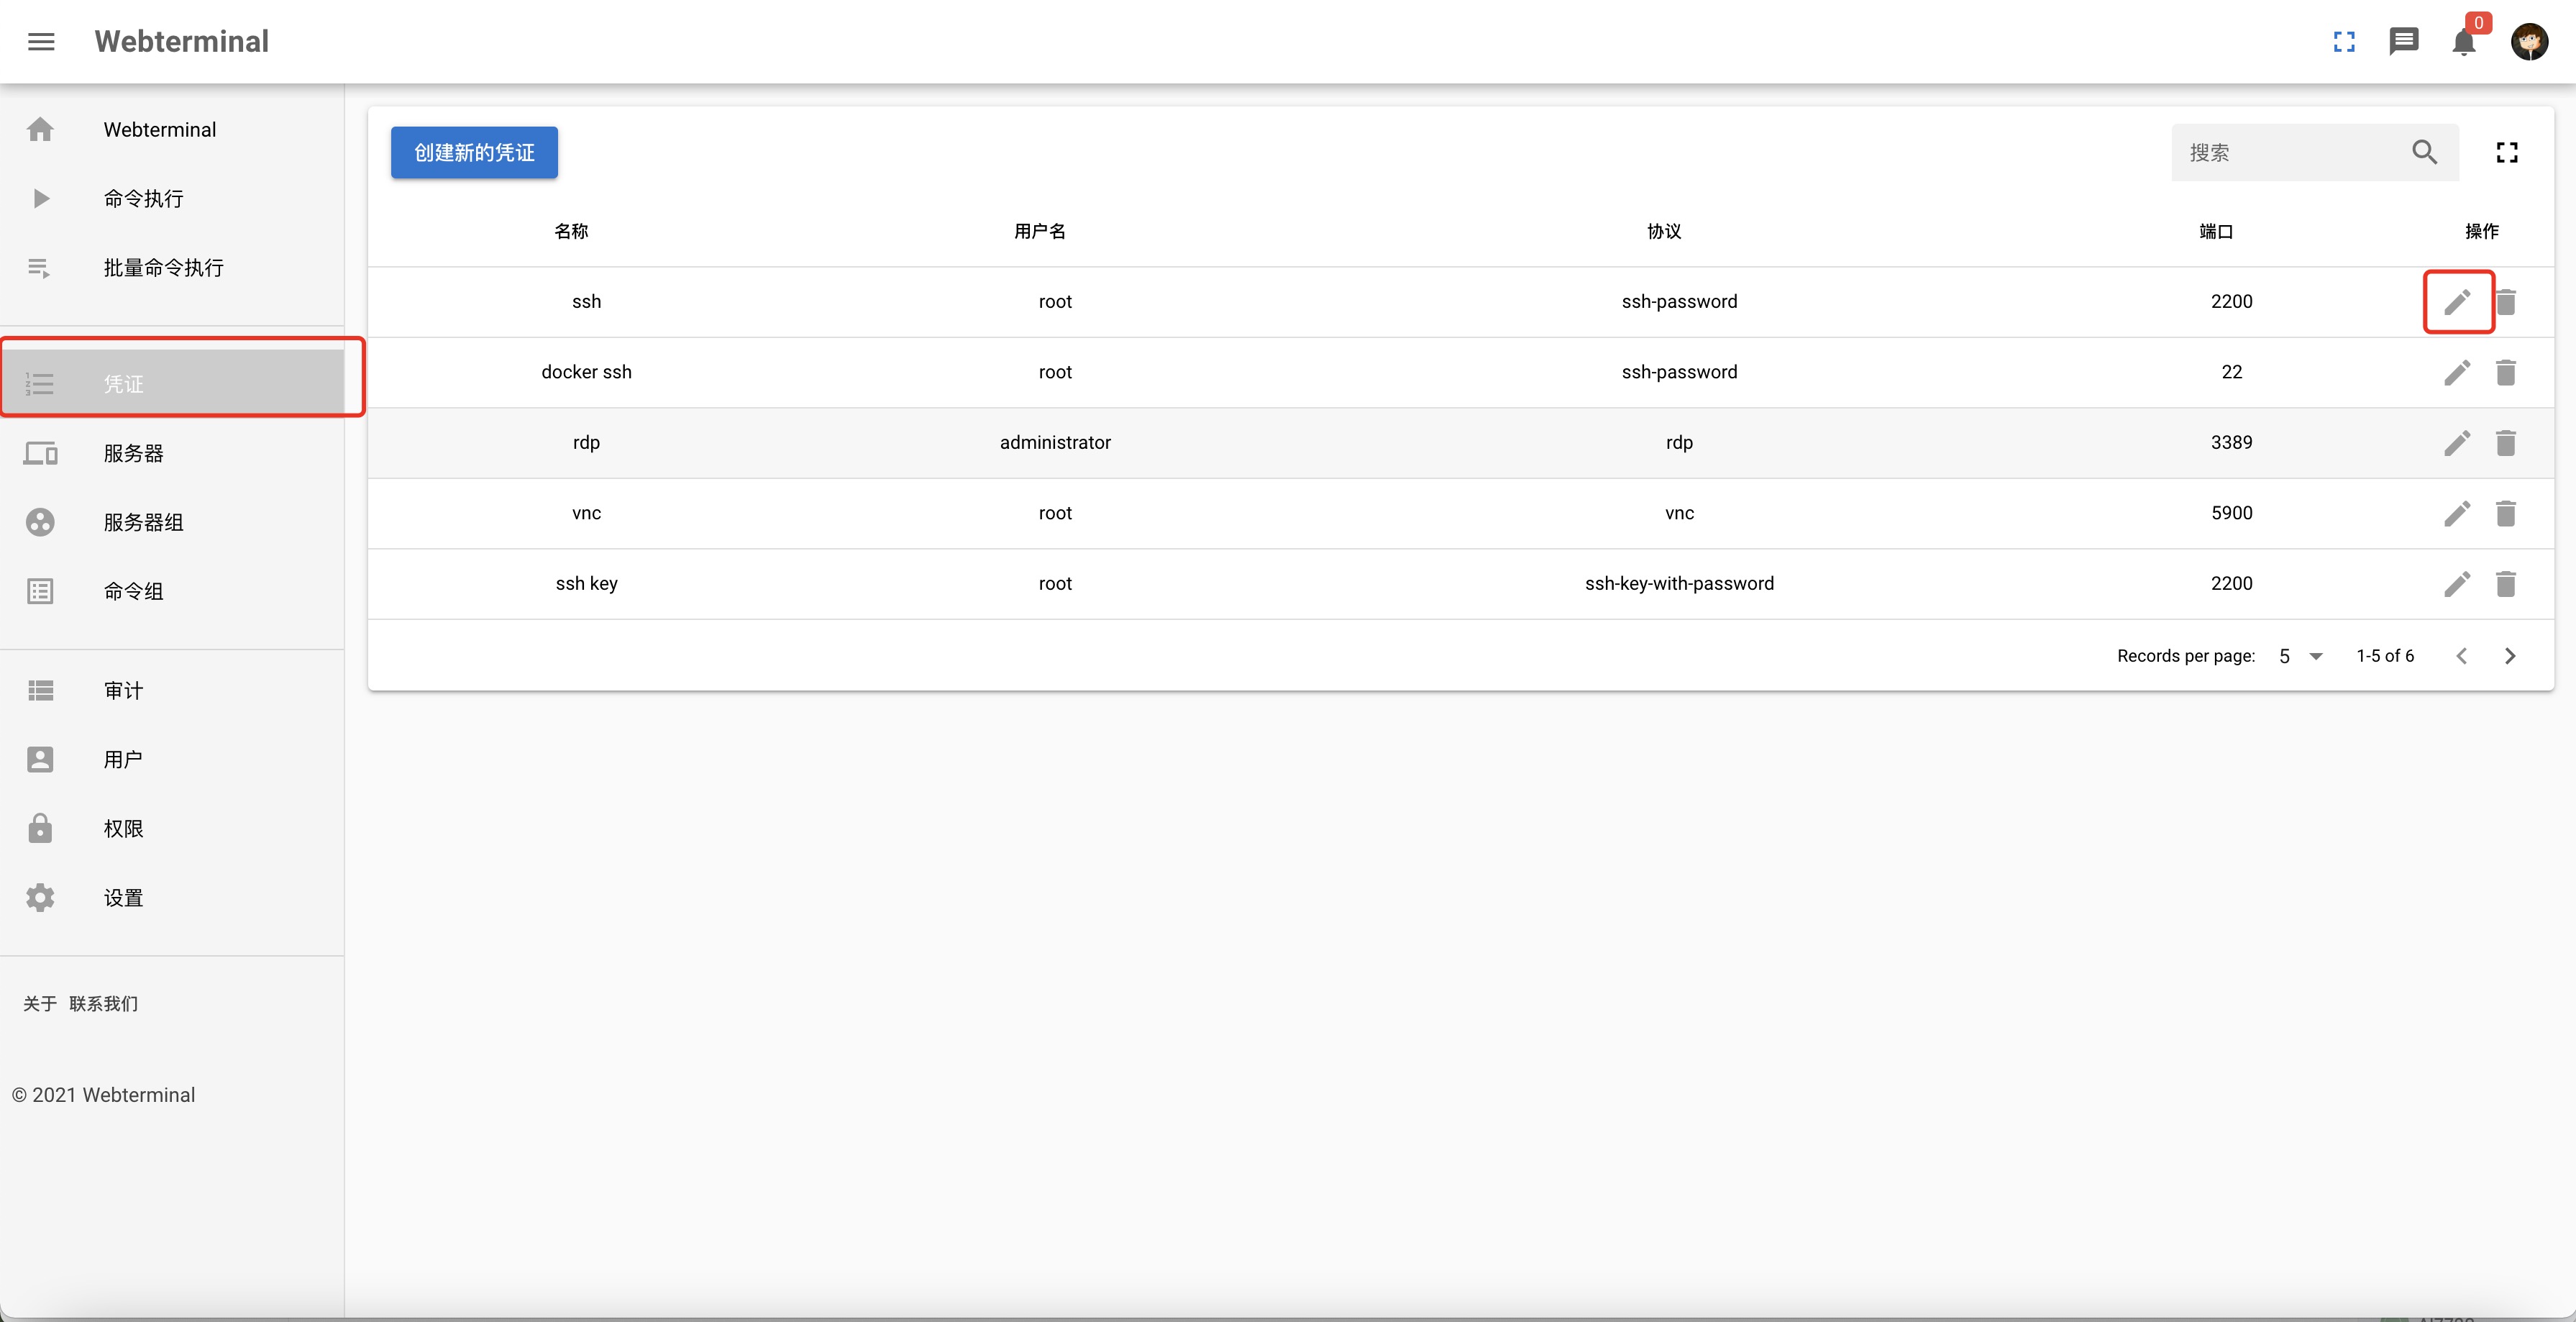 Webterminal
0
Webterminal
命令执行
批量命令执行
凭证
服务器
服务器组
命令组
审计
用户
权限
设置
关于 联系我们
© 2021 Webterminal
创建新的凭证
搜索
名称 用户名 协议 端口 操作
ssh root ssh-password 2200
docker ssh root ssh-password 22
rdp administrator rdp 3389
vnc root vnc 5900
ssh key root ssh-key-with-password 2200
Records per page: 5 1-5 of 6